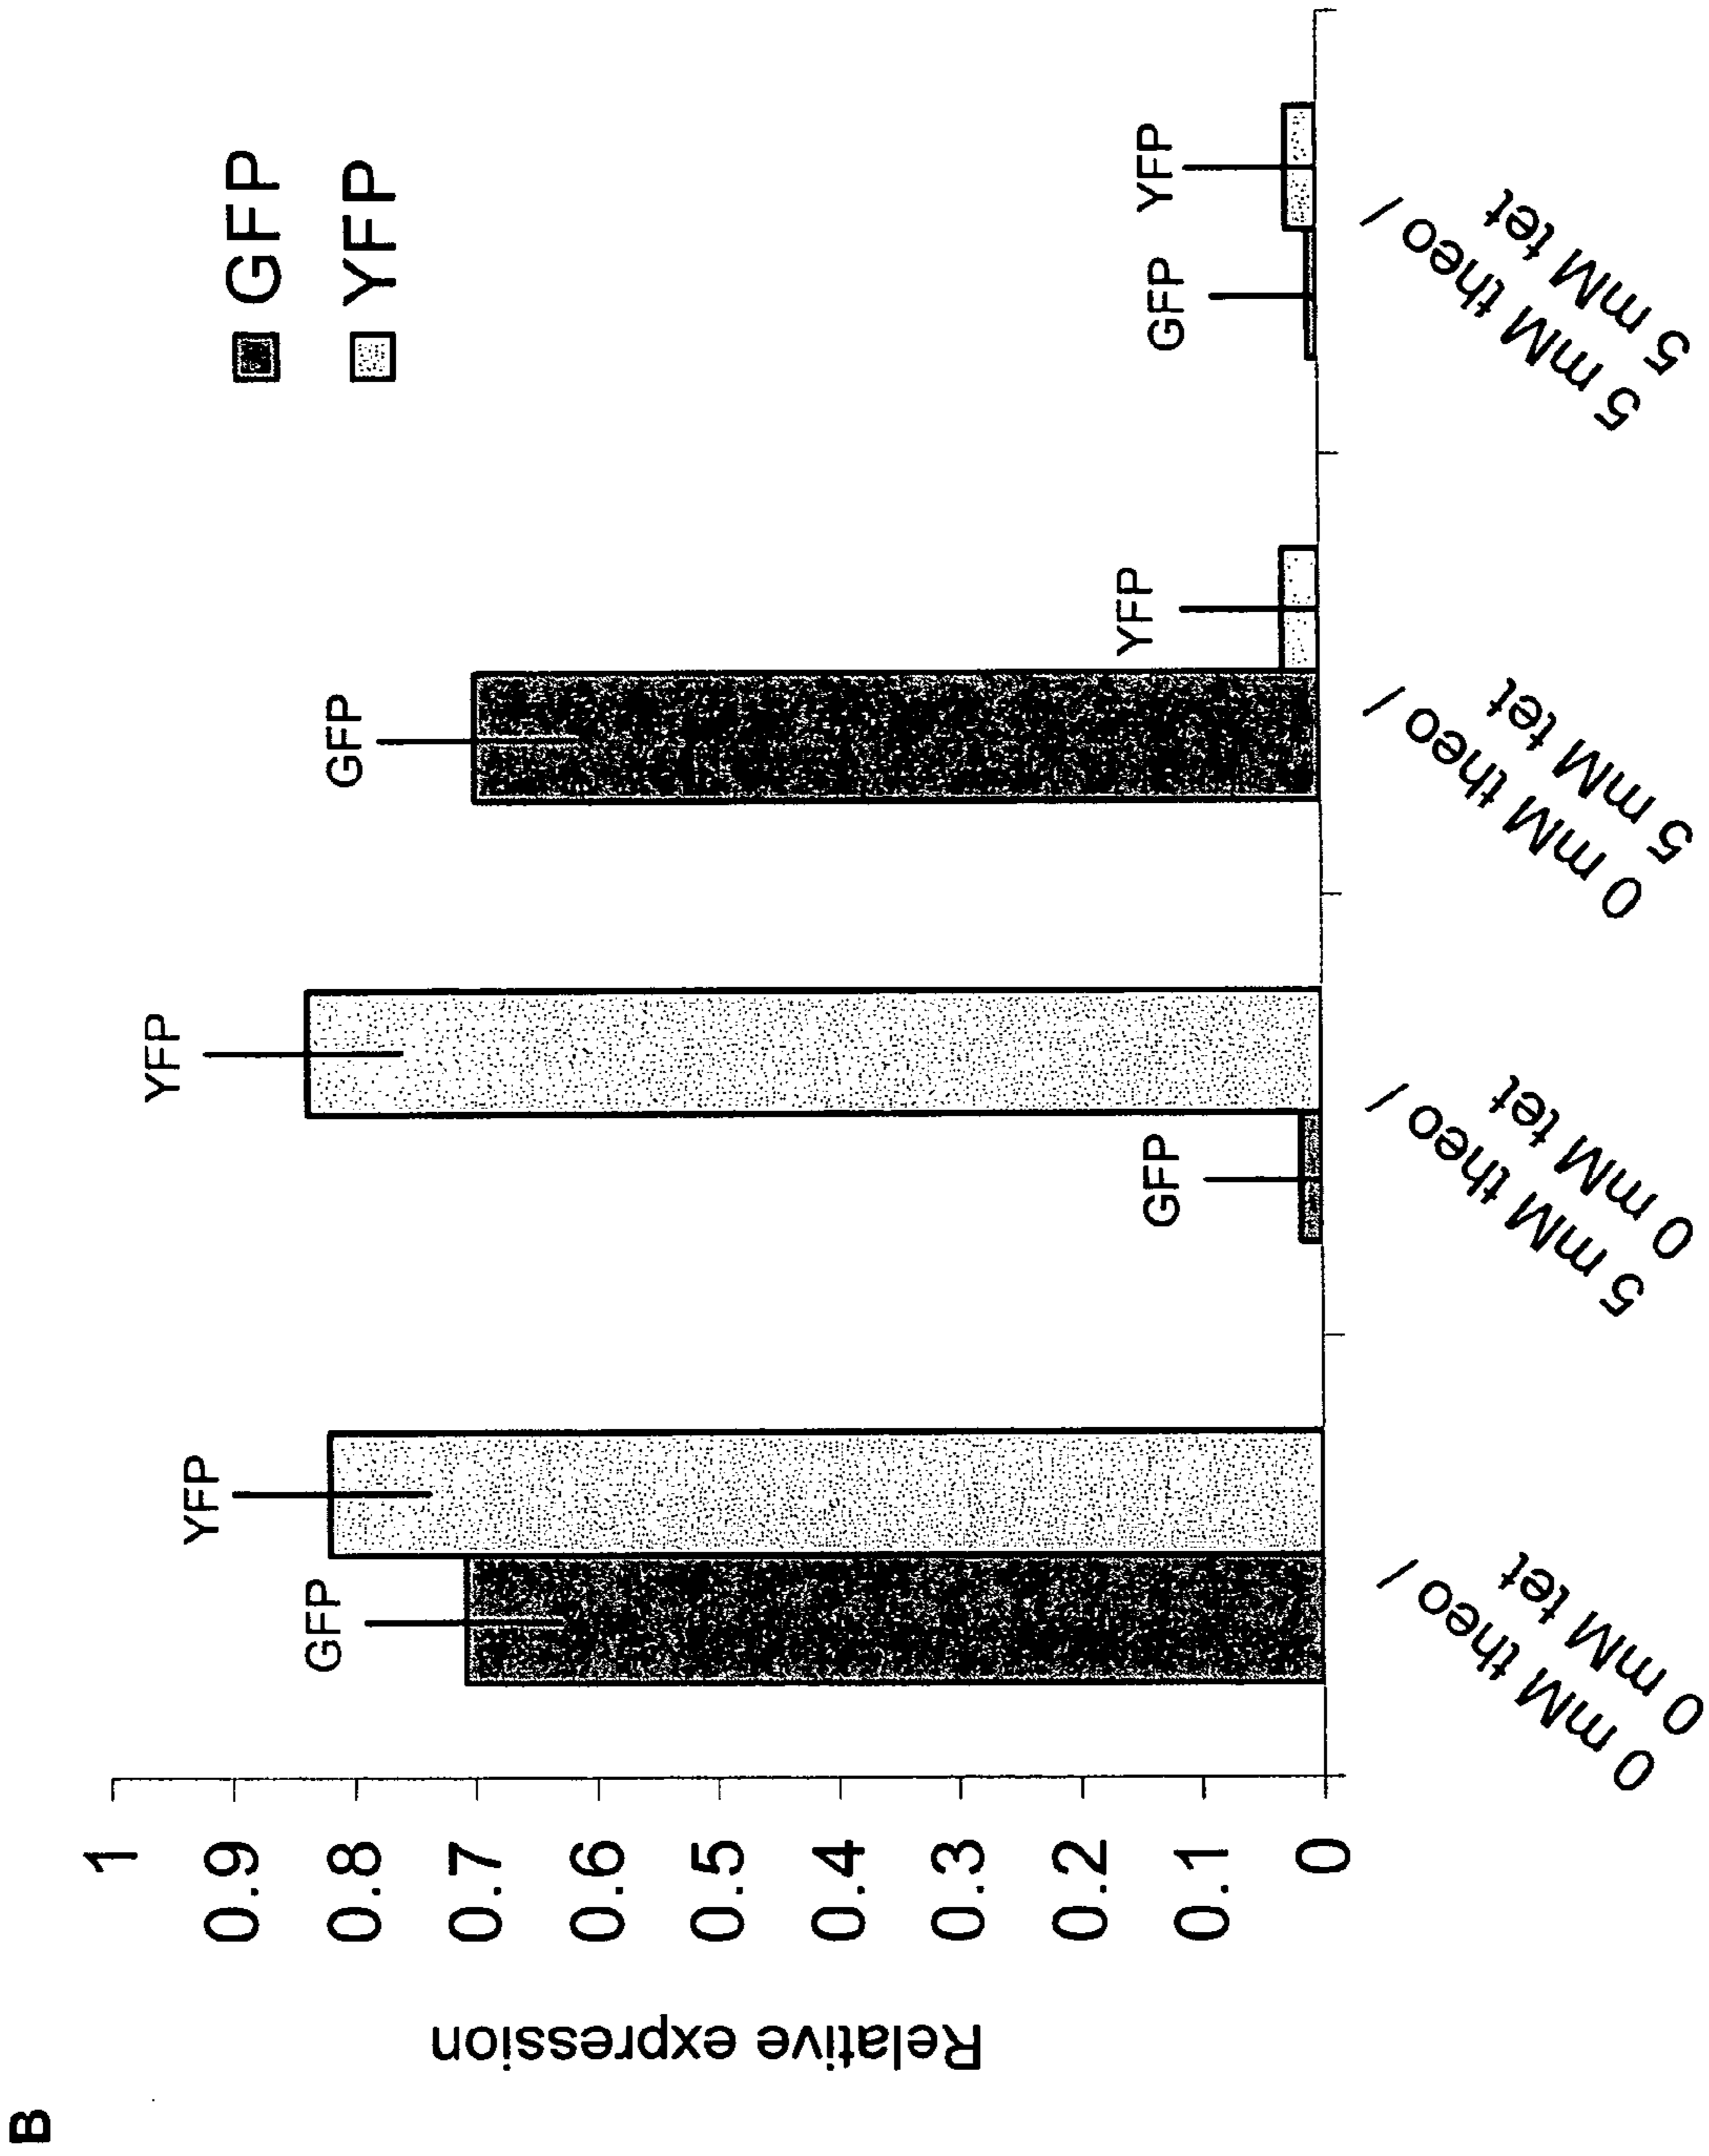 B
Relative expression
1
0.9
0.8
0.7
0.6
0.5
0.4
0.3
0.2
0.1
0
GFP
YFP
GFP
YFP
GFP
YFP
GFP
YFP
GFP
YFP
0 mM theo /
0 mM tet
5 mM theo /
0 mM tet
0 mM theo /
5 mM tet
5 mM theo /
5 mM tet